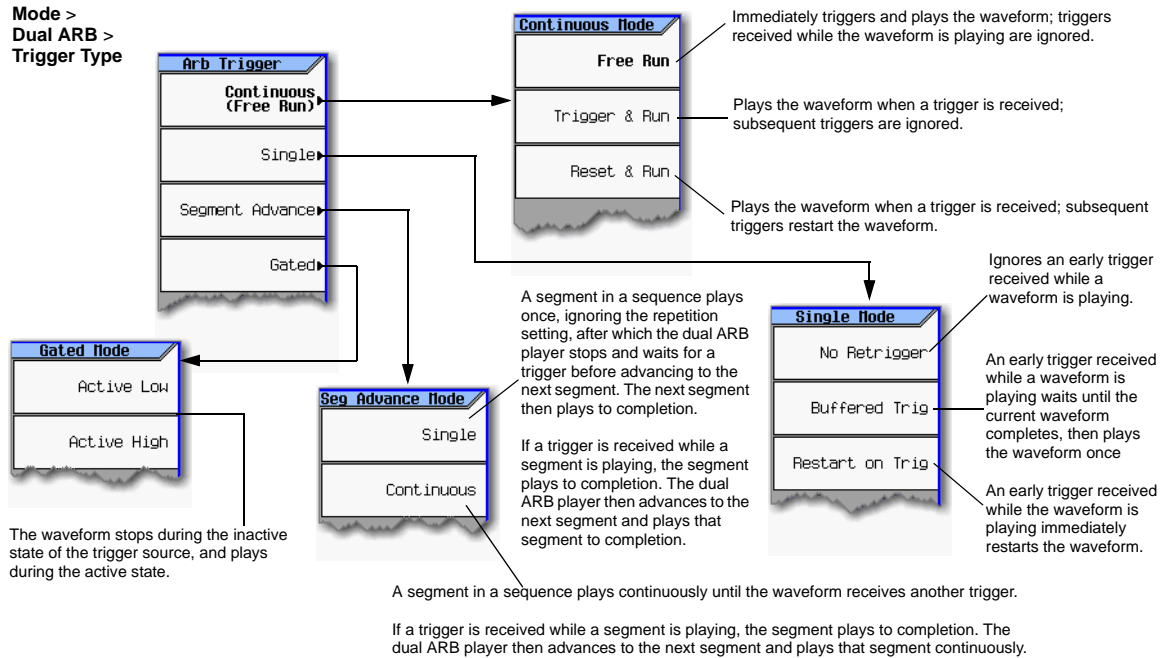 Mode >
Dual ARB >
Trigger Type
Arb Trigger
Continuous
(Free Run)
Single
Segment Advance
Gated
Continuous Mode
Free Run
Trigger & Run
Reset & Run
Immediately triggers and plays the waveform; triggers
received while the waveform is playing are ignored.
Plays the waveform when a trigger is received;
subsequent triggers are ignored.
Plays the waveform when a trigger is received; subsequent
triggers restart the waveform.
Gated Mode
Active Low
Active High
The waveform stops during the inactive
state of the trigger source, and plays
during the active state.
Seg Advance Mode
Single
Continuous
A segment in a sequence plays
once, ignoring the repetition
setting, after which the dual ARB
player stops and waits for a
trigger before advancing to the
next segment. The next segment
then plays to completion.
If a trigger is received while a
segment is playing, the segment
plays to completion. The dual
ARB player then advances to the
next segment and plays that
segment to completion.
Single Mode
No Retrigger
Buffered Trig
Restart on Trig
Ignores an early trigger
received while a
waveform is playing.
An early trigger received
while a waveform is
playing waits until the
current waveform
completes, then plays
the waveform once
An early trigger received
while the waveform is
playing immediately
restarts the waveform.
A segment in a sequence plays continuously until the waveform receives another trigger.
If a trigger is received while a segment is playing, the segment plays to completion. The
dual ARB player then advances to the next segment and plays that segment continuously.